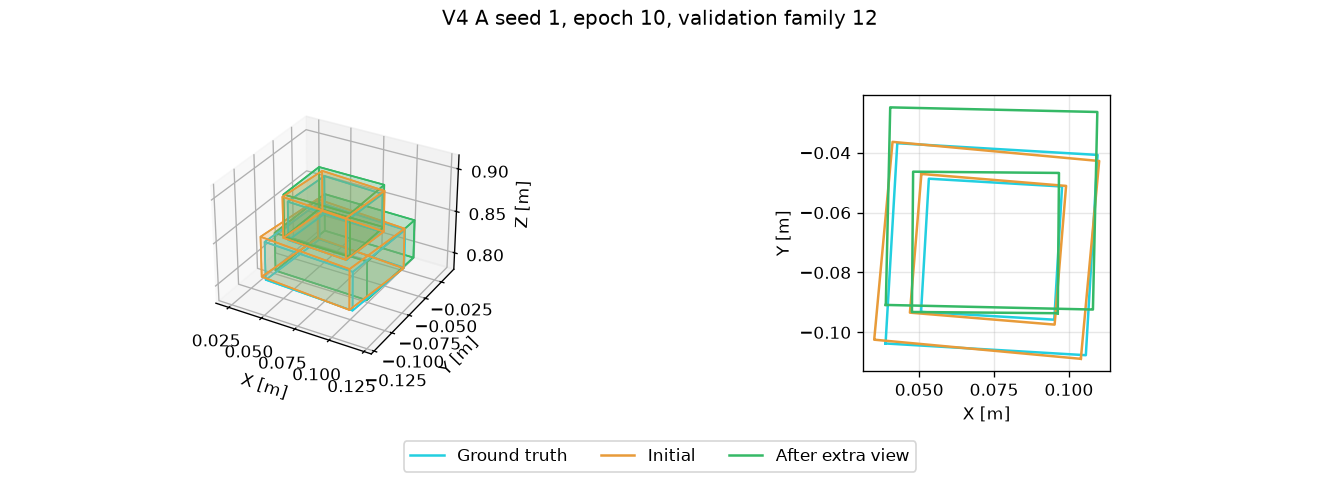 V4 A seed 1, epoch 10, validation family 12
0.90
0.85
0.80
Z [m]
−0.025
−0.050
−0.075
−0.100
−0.125
Y [m]
0.025
0.050
0.075
0.100
0.125
X [m]
−0.04
−0.06
−0.08
−0.10
Y [m]
0.050 0.075 0.100
X [m]
Ground truth Initial After extra view